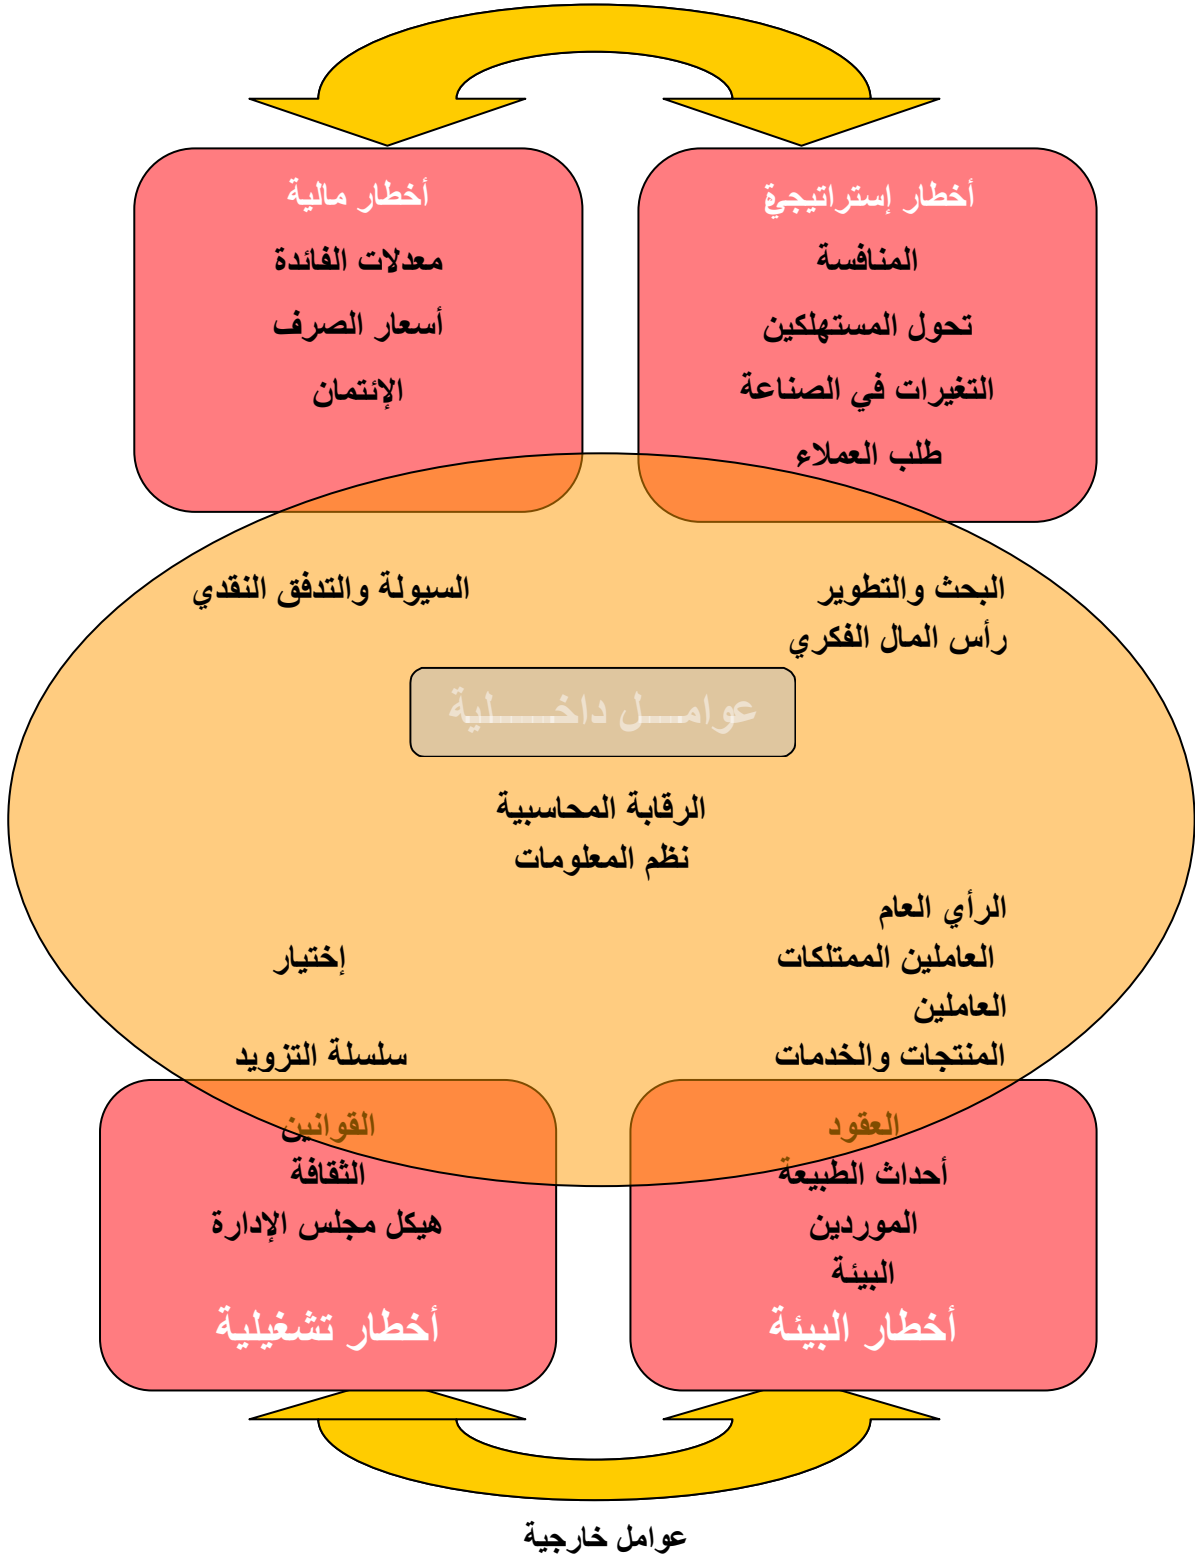 أخطار إستراتيجية
المنافسة
تحول المستهلكين
التغيرات في الصناعة
طلب العملاء
أخطار مالية
معدلات الفائدة
أسعار الصرف
الإئتمان
البحث والتطوير
رأس المال الفكري
السيولة والتدفق النقدي
عوامــل داخــــلية
الرقابة المحاسبية
نظم المعلومات
الرأي العام
العاملين الممتلكات
العاملين
المنتجات والخدمات
إختيار
سلسلة التزويد
العقود
أحداث الطبيعة
الموردين
البيئة
أخطار البيئة
القوانين
الثقافة
هيكل مجلس الإدارة
أخطار تشغيلية
عوامل خارجية